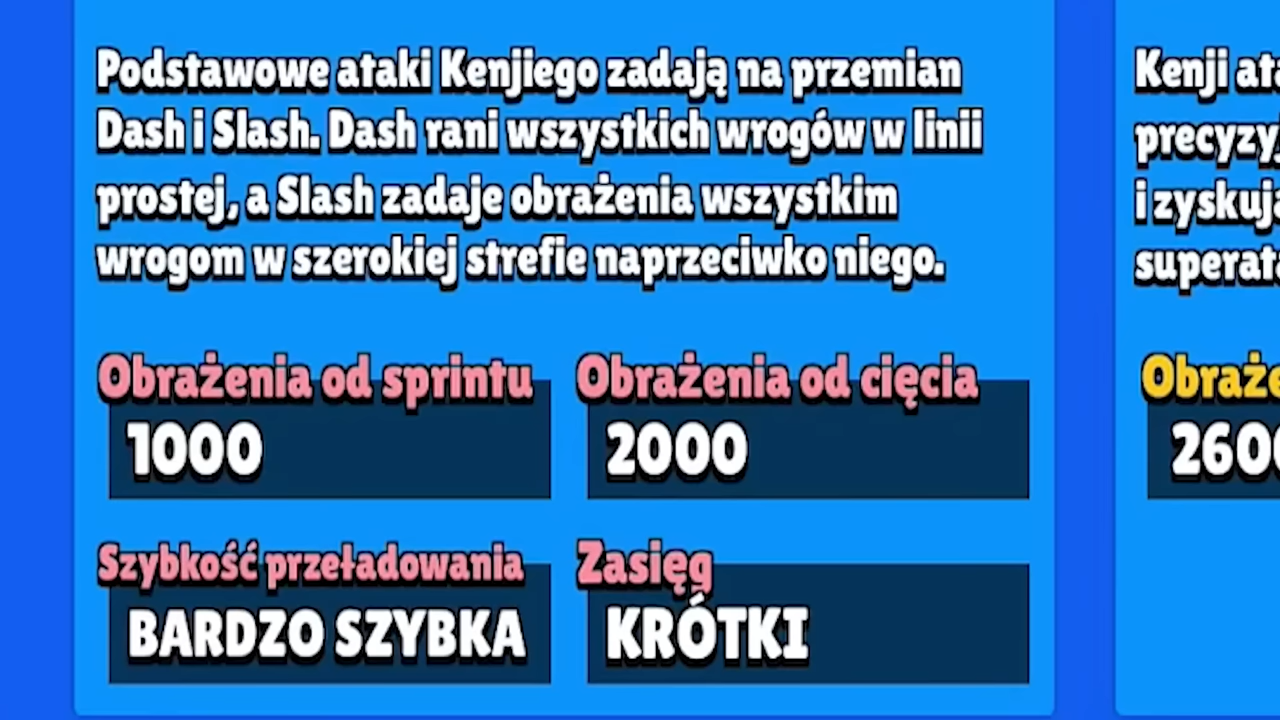 Podstawowe ataki Kenjiego zadają na przemian
Dash i Slash. Dash rani wszystkich wrogów w linii
prostej, a Slash zadaje obrażenia wszystkim
wrogom w szerokiej strefie naprzeciwko niego.
Obrażenia od sprintu
1000
Obrażenia od cięcia
2000
Szybkość przeładowania
BARDZO SZYBKA
Zasięg
KRÓTKI
Kenji
i